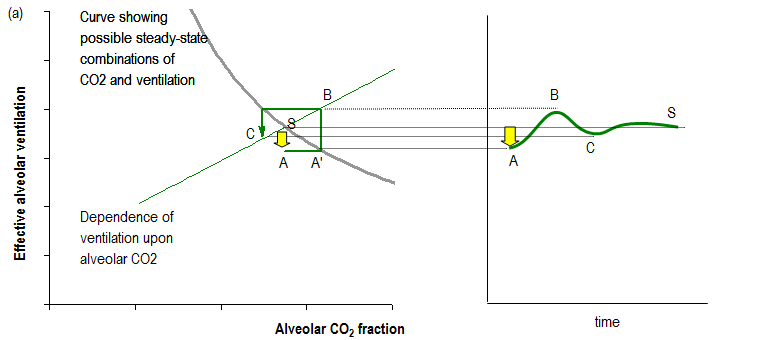 (a)
Curve showing
possible steady-state
combinations of
CO2 and ventilation
Effective alveolar ventilation
B
S
C
A
A'
Dependence of
ventilation upon
alveolar CO2
Alveolar CO2 fraction
B
S
C
A
time